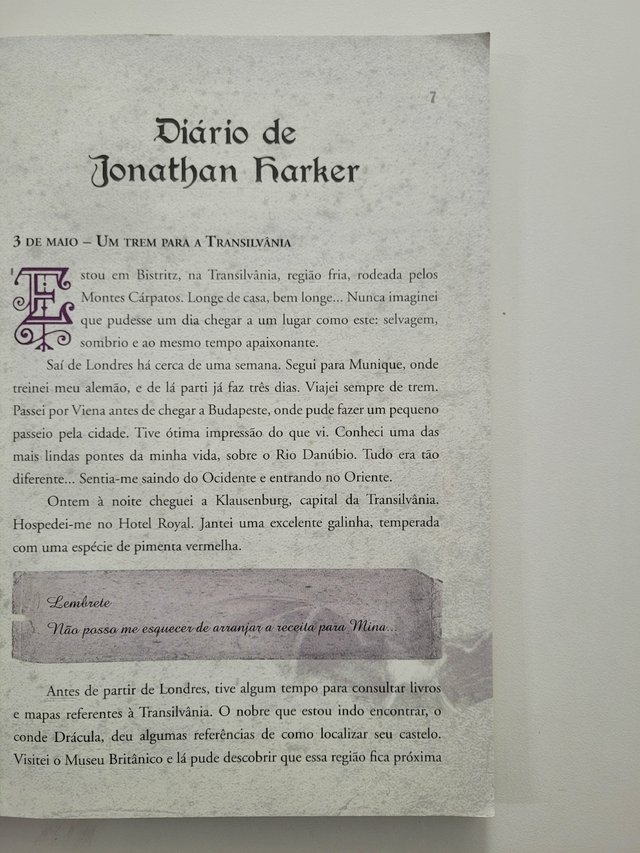 7
Diário de
Jonathan Harker
3 DE MAIO – UM TREM PARA A TRANSILVÂNIA
Estou em Bistritz, na Transilvânia, região fria, rodeada pelos
Montes Cárpatos. Longe de casa, bem longe... Nunca imaginei
que pudesse um dia chegar a um lugar como este: selvagem,
sombrio e ao mesmo tempo apaixonante.
Saí de Londres há cerca de uma semana. Segui para Munique, onde
treinei meu alemão, e de lá parti já faz três dias. Viajei sempre de trem.
Passei por Viena antes de chegar a Budapeste, onde pude fazer um pequeno
passeio pela cidade. Tive ótima impressão do que vi. Conheci uma das
mais lindas pontes da minha vida, sobre o Rio Danúbio. Tudo era tão
diferente... Sentia-me saindo do Ocidente e entrando no Oriente.
Ontem à noite cheguei a Klausenburg, capital da Transilvânia.
Hospedei-me no Hotel Royal. Jantei uma excelente galinha, temperada
com uma espécie de pimenta vermelha.
Lembrete
Não posso me esquecer de arranjar a receita para Mina...
Antes de partir de Londres, tive algum tempo para consultar livros
e mapas referentes à Transilvânia. O nobre que estou indo encontrar, o
conde Drácula, deu algumas referências de como localizar seu castelo.
Visitei o Museu Britânico e lá pude descobrir que essa região fica próxima